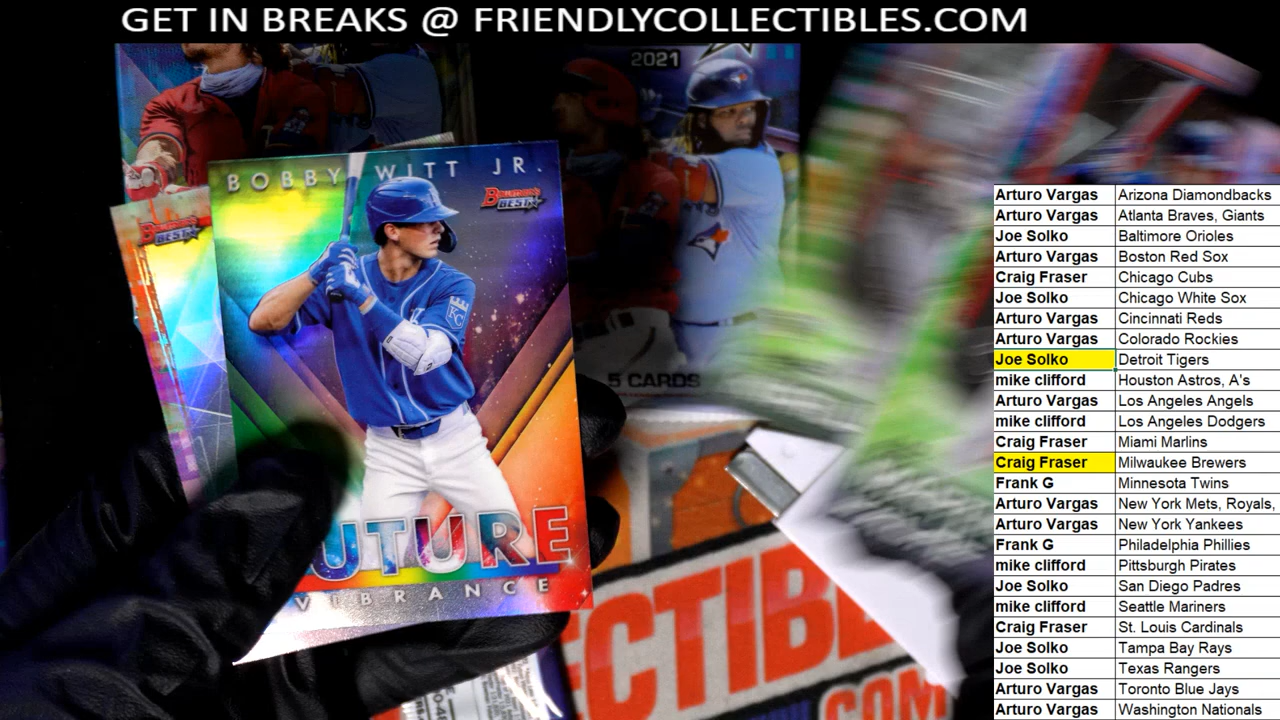 GET IN BREAKS @ FRIENDLYCOLLECTIBLES.COM
2021
BOBBY WITT JR.
BOWMAN'S BEST
BOWMAN'S BEST
UTURE
VIBRANCE
5 CARDS
ECTIB
.COM
Arturo Vargas Arizona Diamondbacks
Arturo Vargas Atlanta Braves, Giants
Joe Solko Baltimore Orioles
Arturo Vargas Boston Red Sox
Craig Fraser Chicago Cubs
Joe Solko Chicago White Sox
Arturo Vargas Cincinnati Reds
Arturo Vargas Colorado Rockies
Joe Solko Detroit Tigers
mike clifford Houston Astros, A's
Arturo Vargas Los Angeles Angels
mike clifford Los Angeles Dodgers
Craig Fraser Miami Marlins
Craig Fraser Milwaukee Brewers
Frank G Minnesota Twins
Arturo Vargas New York Mets, Royals,
Arturo Vargas New York Yankees
Frank G Philadelphia Phillies
mike clifford Pittsburgh Pirates
Joe Solko San Diego Padres
mike clifford Seattle Mariners
Craig Fraser St. Louis Cardinals
Joe Solko Tampa Bay Rays
Joe Solko Texas Rangers
Arturo Vargas Toronto Blue Jays
Arturo Vargas Washington Nationals